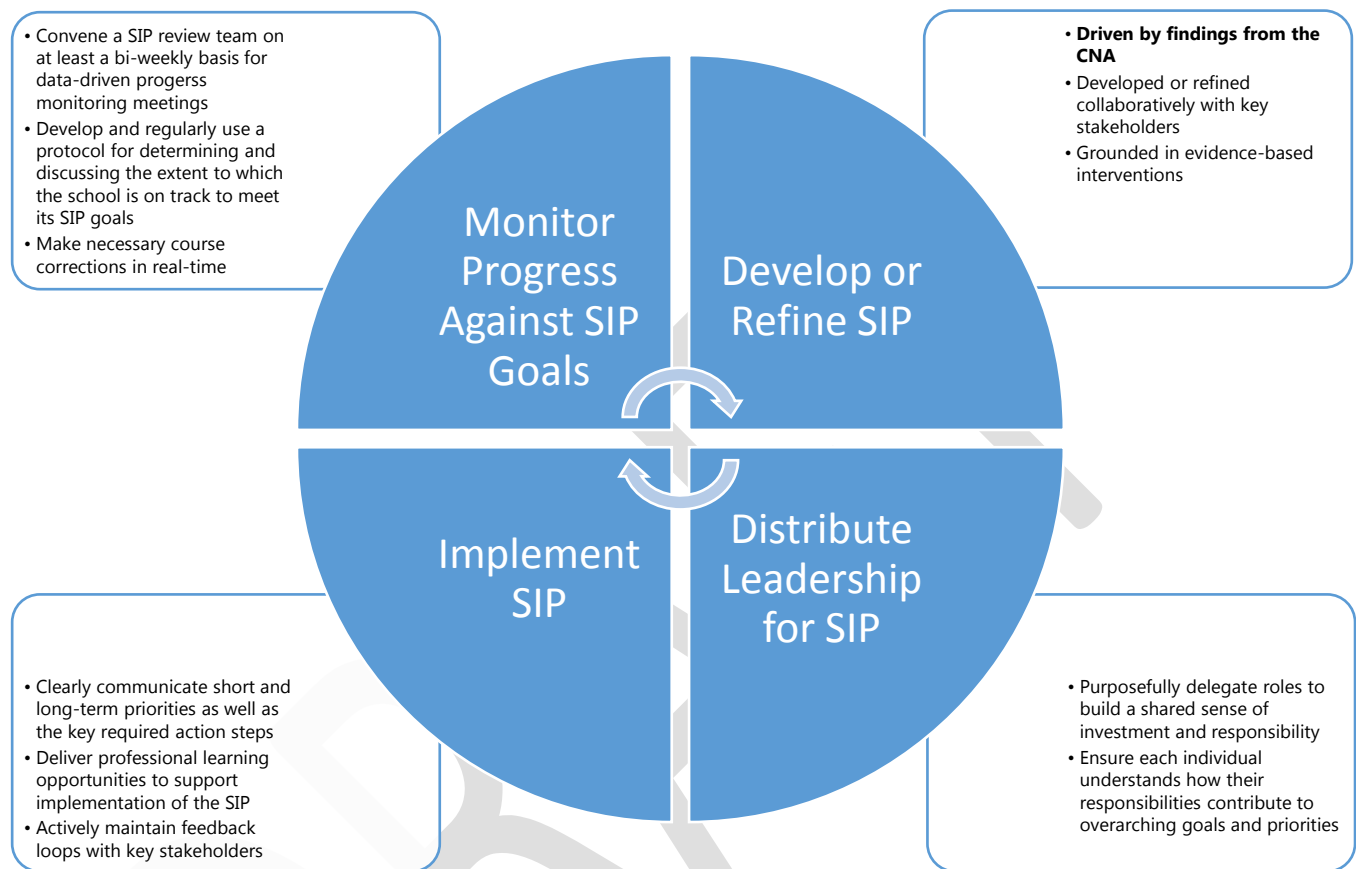 • Convene a SIP review team on
at least a bi-weekly basis for
data-driven progerss
monitoring meetings
• Develop and regularly use a
protocol for determining and
discussing the extent to which
the school is on track to meet
its SIP goals
• Make necessary course
corrections in real-time
• Driven by findings from the
CNA
• Developed or refined
collaboratively with key
stakeholders
• Grounded in evidence-based
interventions
Monitor
Progress
Against SIP
Goals
Develop or
Refine SIP
Implement
SIP
Distribute
Leadership
for SIP
• Clearly communicate short and
long-term priorities as well as
the key required action steps
• Deliver professional learning
opportunities to support
implementation of the SIP
• Actively maintain feedback
loops with key stakeholders
• Purposefully delegate roles to
build a shared sense of
investment and responsibility
• Ensure each individual
understands how their
responsibilities contribute to
overarching goals and priorities